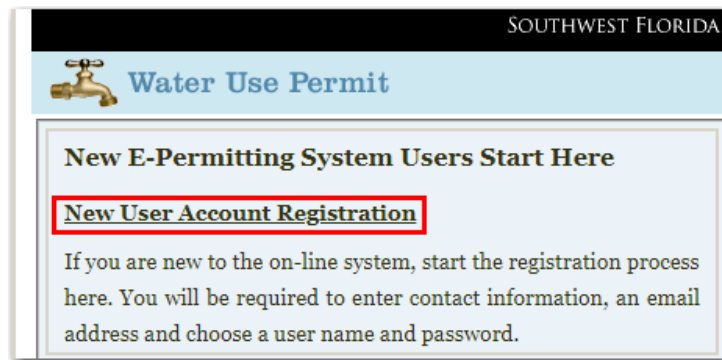 SOUTHWEST FLORIDA
Water Use Permit
New E-Permitting System Users Start Here
New User Account Registration
If you are new to the on-line system, start the registration process
here. You will be required to enter contact information, an email
address and choose a user name and password.